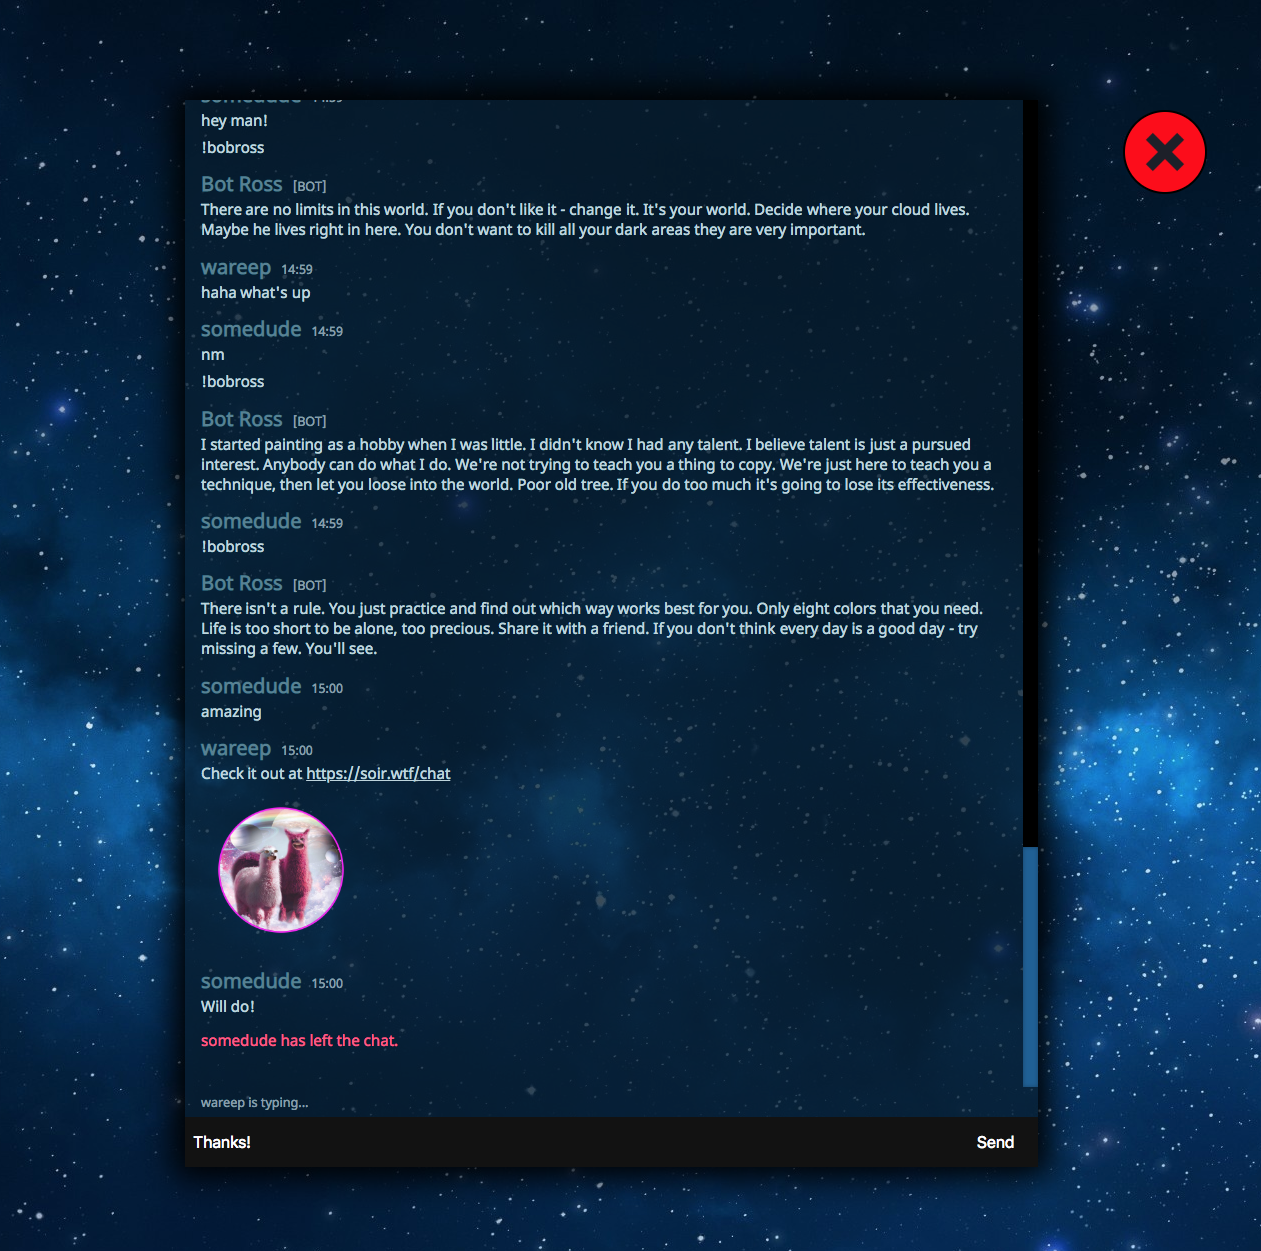 somedude 14:59
hey man!
!bobross
Bot Ross [BOT]
There are no limits in this world. If you don't like it - change it. It's your world. Decide where your cloud lives.
Maybe he lives right in here. You don't want to kill all your dark areas they are very important.
wareep 14:59
haha what's up
somedude 14:59
nm
!bobross
Bot Ross [BOT]
I started painting as a hobby when I was little. I didn't know I had any talent. I believe talent is just a pursued
interest. Anybody can do what I do. We're not trying to teach you a thing to copy. We're just here to teach you a
technique, then let you loose into the world. Poor old tree. If you do too much it's going to lose its effectiveness.
somedude 14:59
!bobross
Bot Ross [BOT]
There isn't a rule. You just practice and find out which way works best for you. Only eight colors that you need.
Life is too short to be alone, too precious. Share it with a friend. If you don't think every day is a good day - try
missing a few. You'll see.
somedude 15:00
amazing
wareep 15:00
Check it out at https://soir.wtf/chat
somedude 15:00
Will do!
somedude has left the chat.
wareep is typing...
Thanks! Send